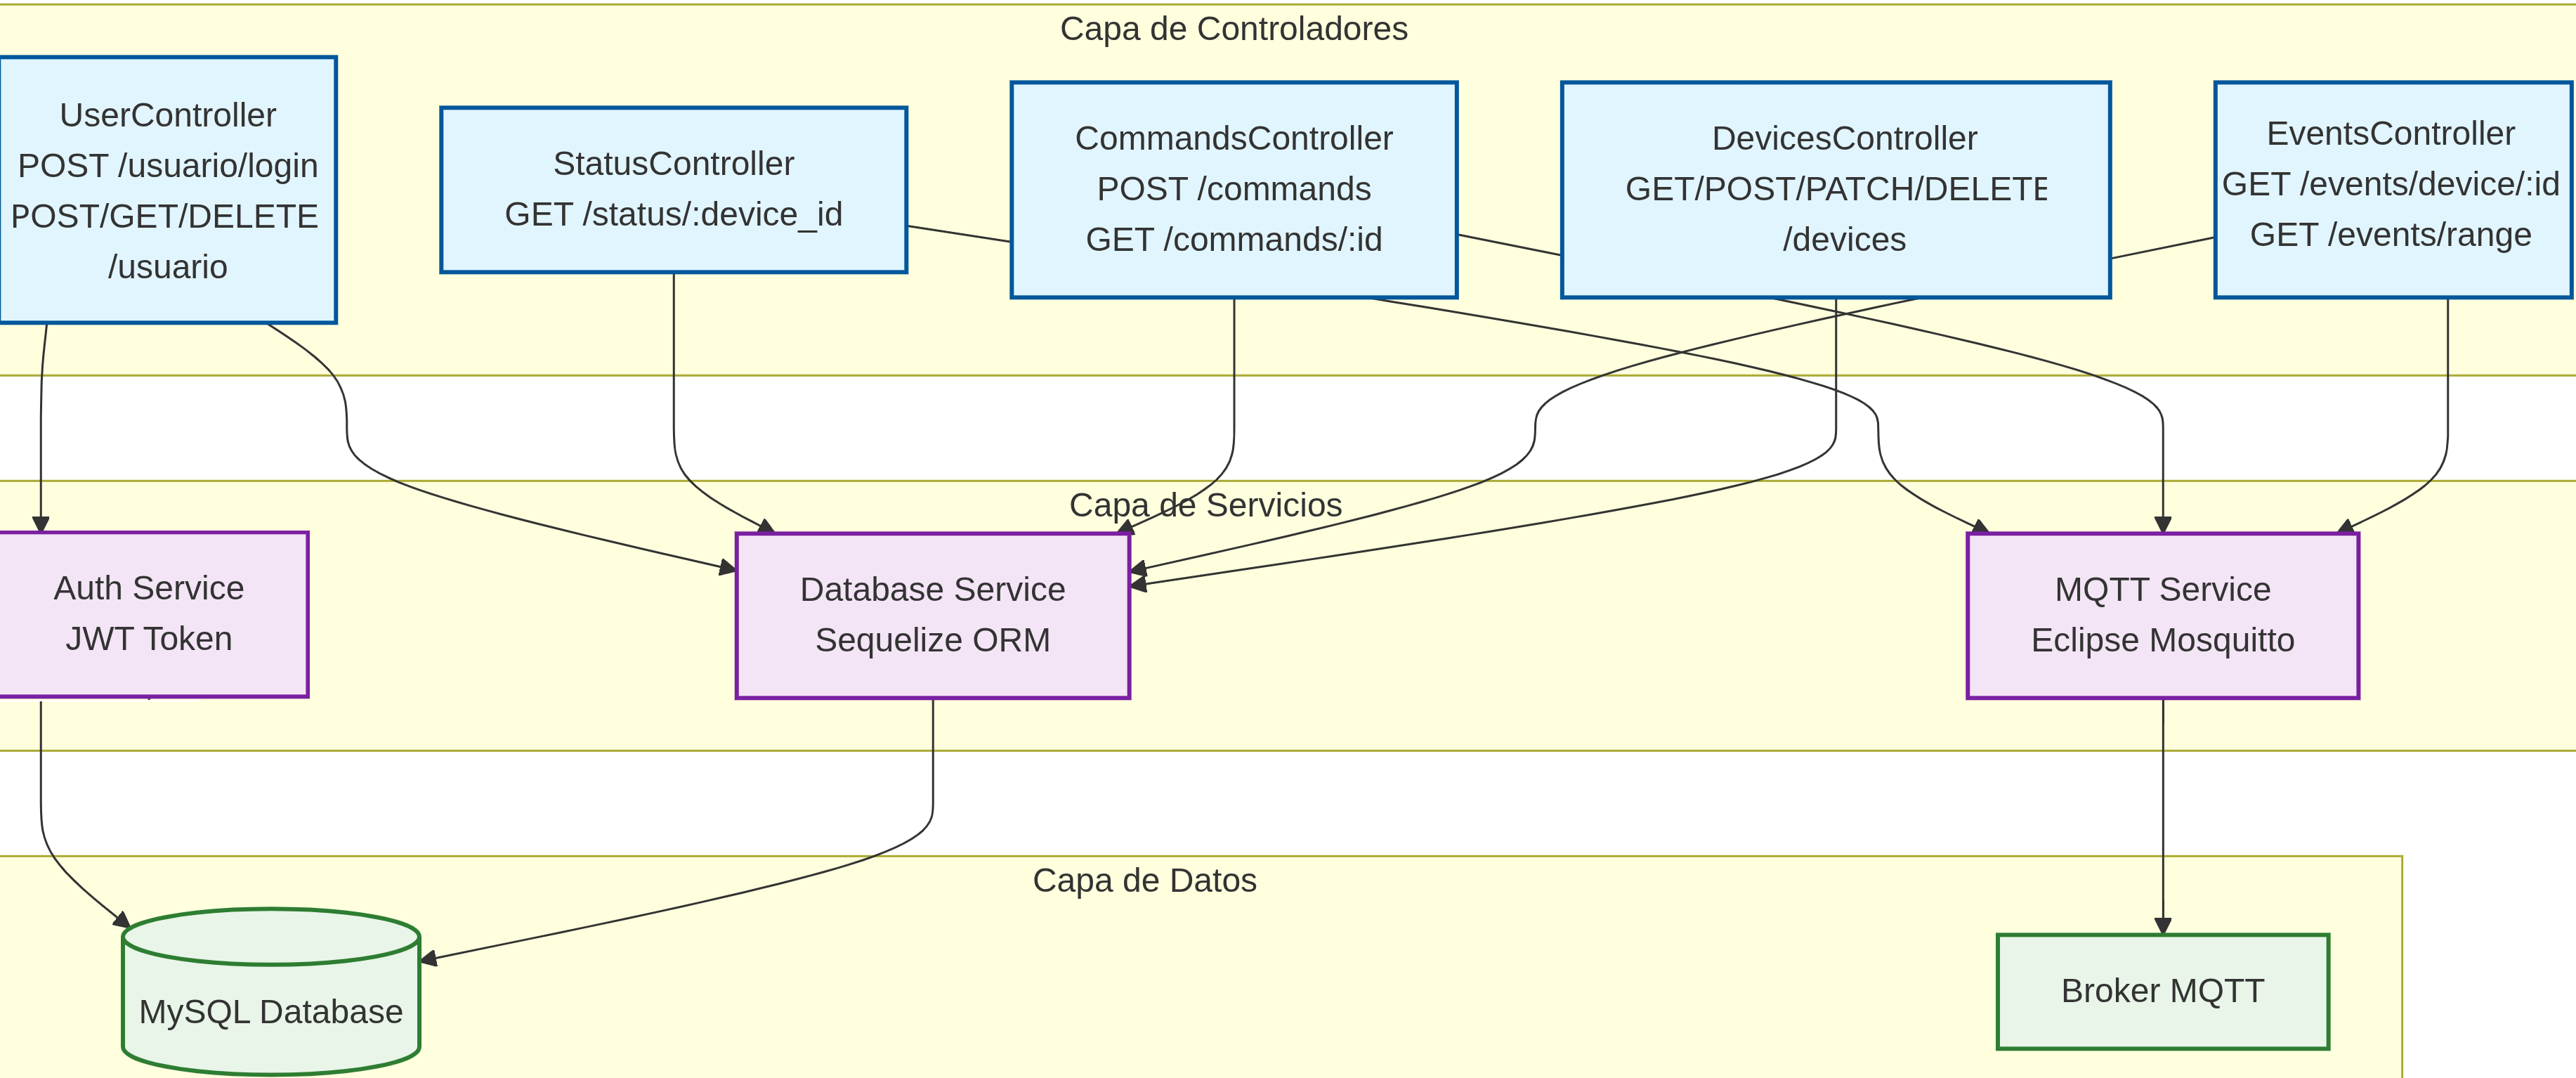 Capa de Controladores
UserController
POST /usuario/login
POST/GET/DELETE
/usuario
StatusController
GET /status/:device_id
CommandsController
POST /commands
GET /commands/:id
DevicesController
GET/POST/PATCH/DELETE
/devices
EventsController
GET /events/device/:id
GET /events/range
Capa de Servicios
Auth Service
JWT Token
Database Service
Sequelize ORM
MQTT Service
Eclipse Mosquitto
Capa de Datos
MySQL Database
Broker MQTT